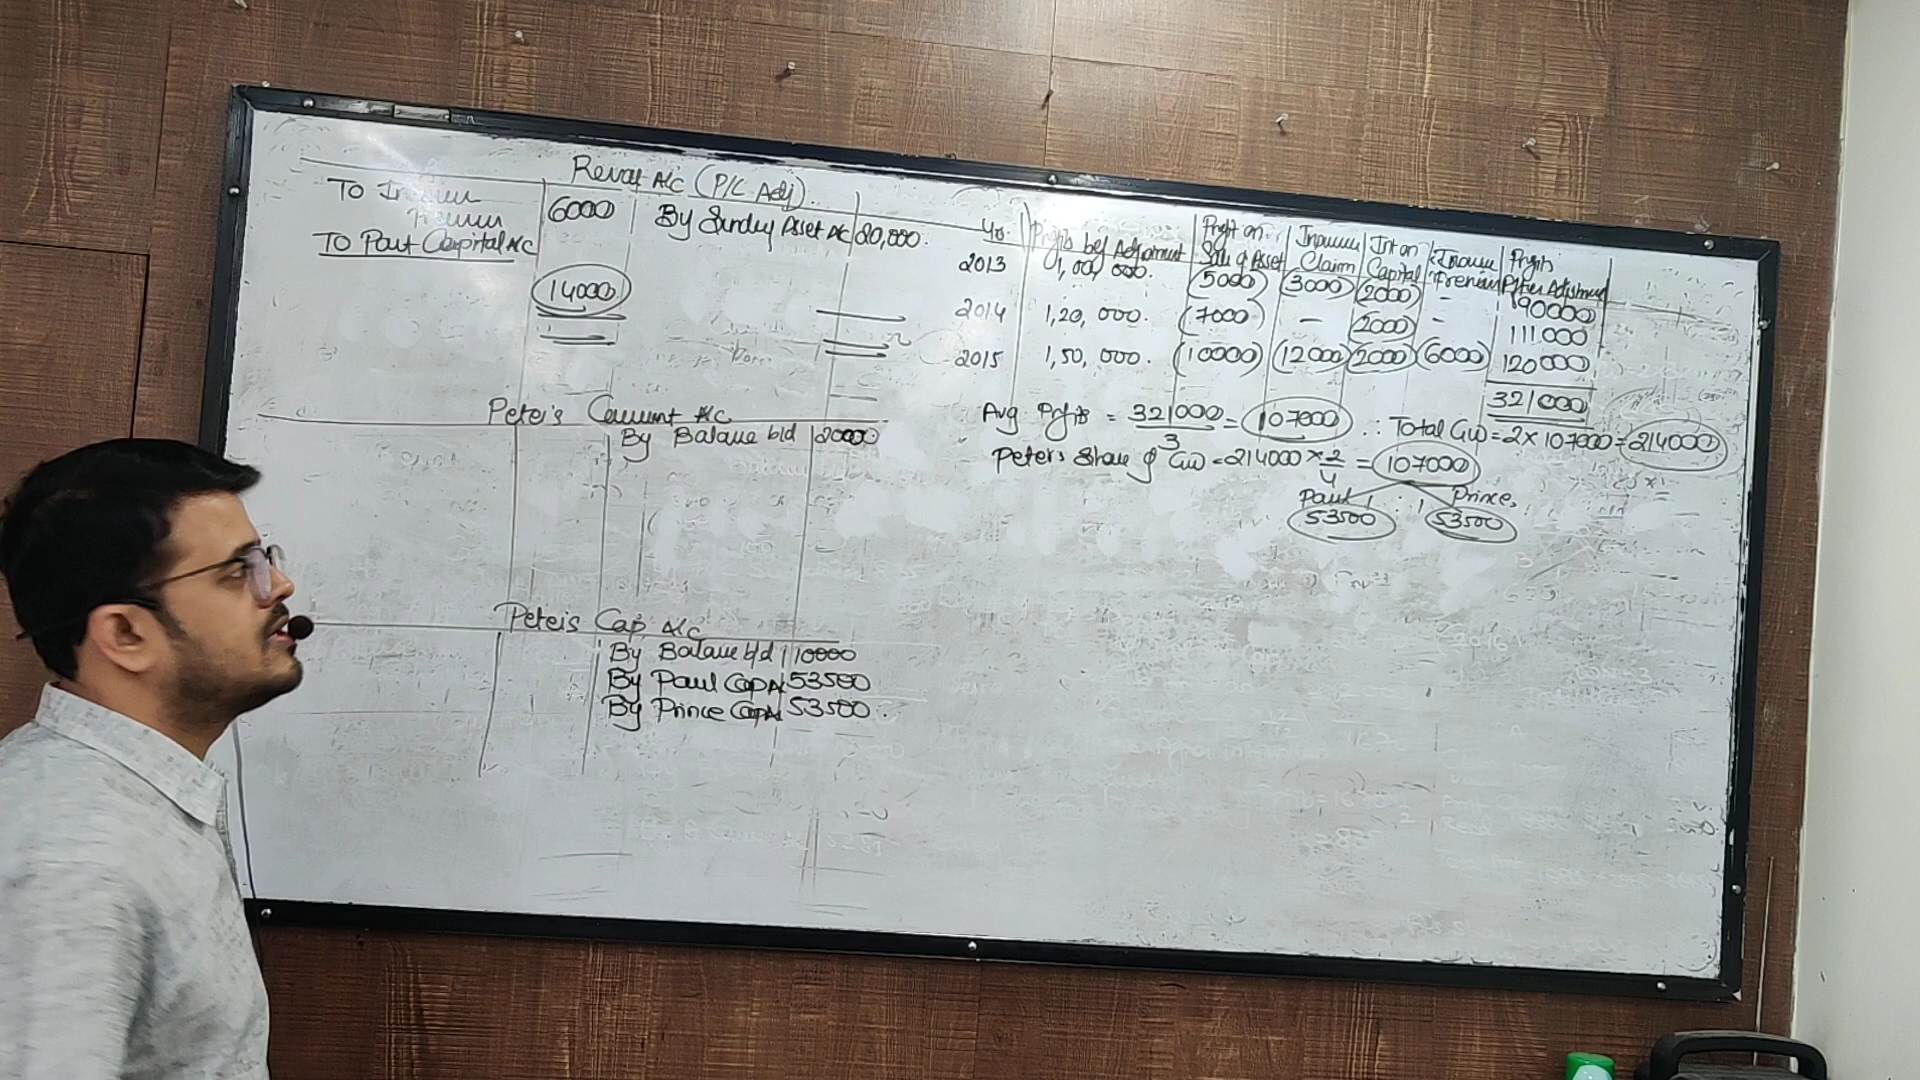 Reval A/c (P/L Adj).
To Insuu
Premuu 6000 By Sundry Asset A/c 20,000.
To Part Capital A/c
14000
Yr. Profits bef Adjustment Profit on Sale of Asset Insuuu Claim Int on Capital Insuuu Premium Profits After Adjustment
2013 1,00,000. (5000) (3000) (2000) - 90000
2014 1,20,000. (7000) - (2000) - 111000
2015 1,50,000. (10000) (12000) (2000) (6000) 120000
321000
Avg Profits = 321000/3 = 107000 ∴ Total GW = 2 x 107000 = 214000
Peter's Share of GW = 214000 x 2/4 = 107000
Paul 1 : 1 Prince,
53500 53500
Peter's Current A/c
By Balance b/d 20000
Peter's Cap A/c
By Balance b/d 10000
By Paul Cap A/c 53500
By Prince Cap A/c 53500.